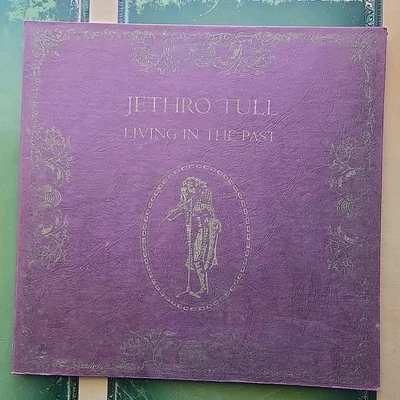 JETHRO TULL
LIVING IN THE PAST